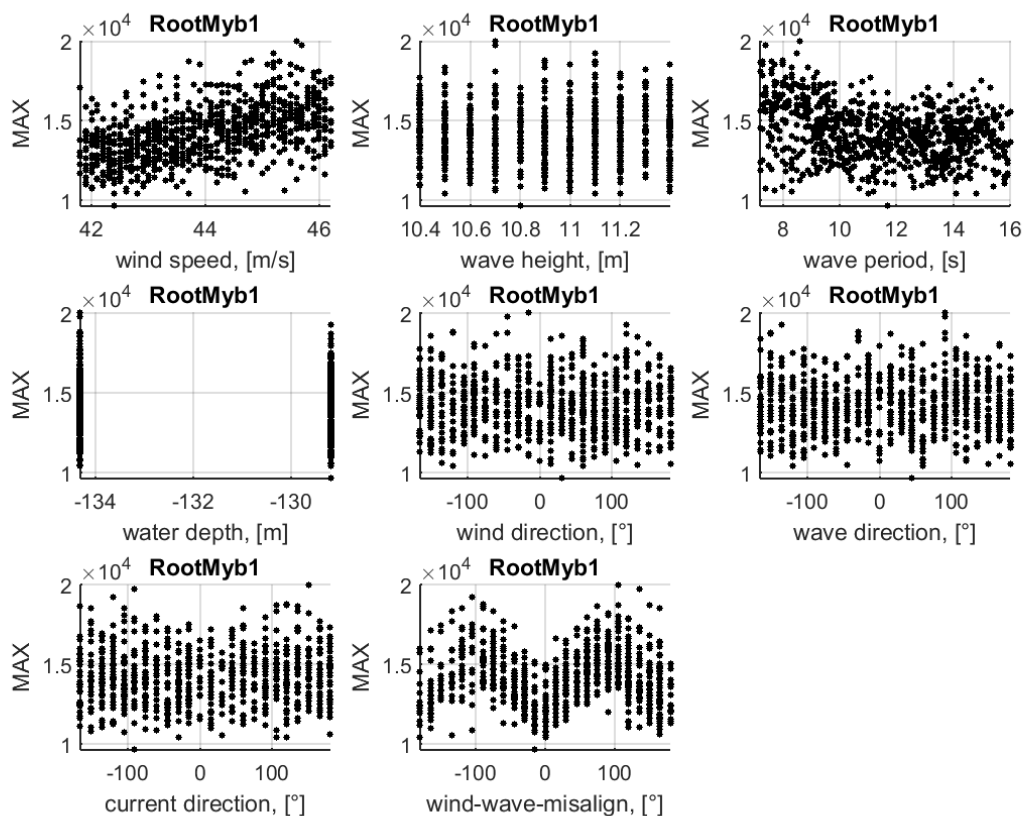 ×10⁴ RootMyb1
2
1.5
1
MAX
42 44 46
wind speed, [m/s]
×10⁴ RootMyb1
2
1.5
1
MAX
10.4 10.6 10.8 11 11.2
wave height, [m]
×10⁴ RootMyb1
2
1.5
1
MAX
8 10 12 14 16
wave period, [s]
×10⁴ RootMyb1
2
1.5
1
MAX
-134 -132 -130
water depth, [m]
×10⁴ RootMyb1
2
1.5
1
MAX
-100 0 100
wind direction, [°]
×10⁴ RootMyb1
2
1.5
1
MAX
-100 0 100
wave direction, [°]
×10⁴ RootMyb1
2
1.5
1
MAX
-100 0 100
current direction, [°]
×10⁴ RootMyb1
2
1.5
1
MAX
-100 0 100
wind-wave-misalign, [°]